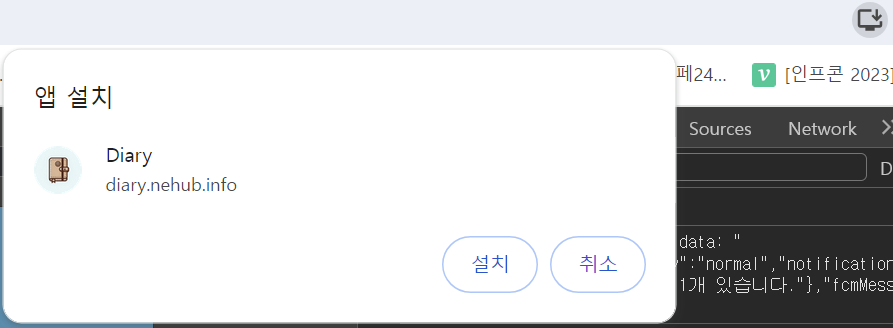 페24...
[인프콘 2023]
앱 설치
Diary
diary.nehub.info
설치
취소
Sources
Network
D
data: "
":"normal","notification
1개 있습니다."},"fcmMess